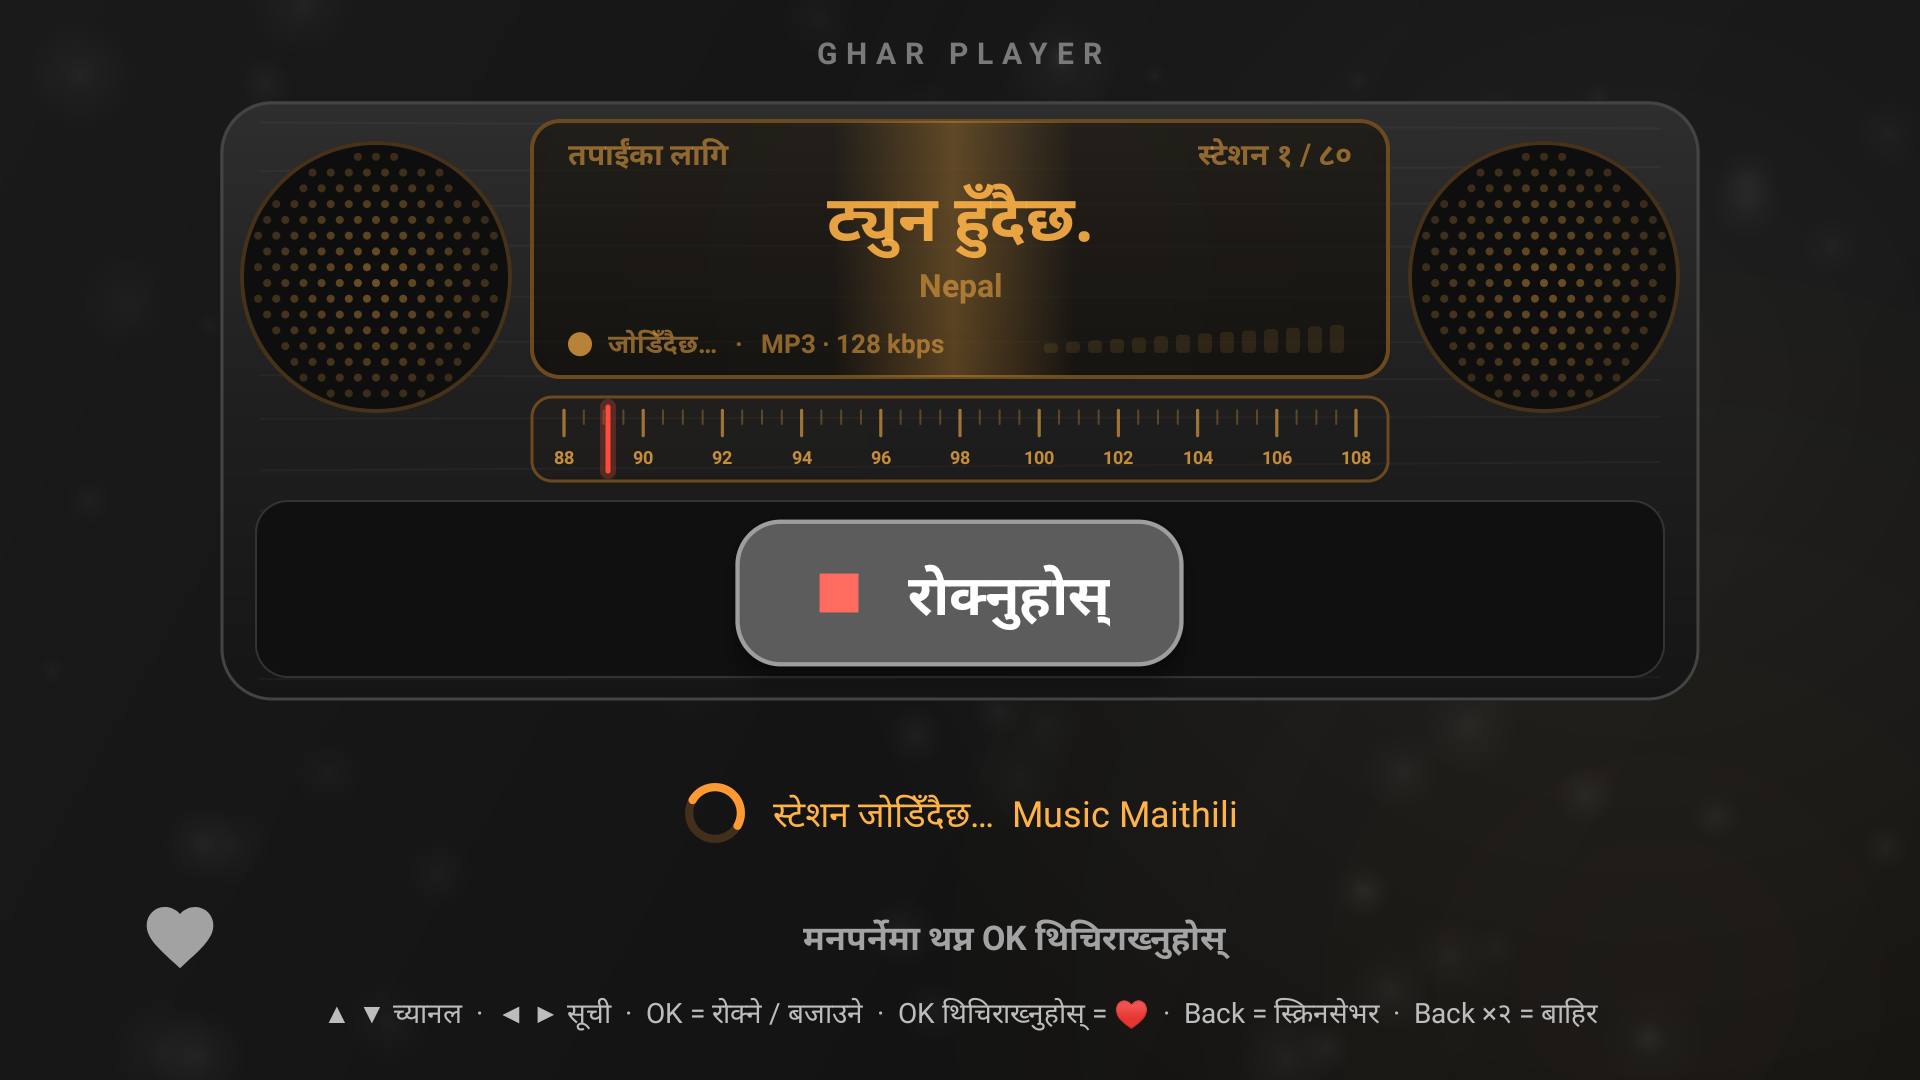 GHAR PLAYER
तपाईंका लागि
स्टेशन १ / ८०
ट्युन हुँदैछ.
Nepal
जोडिँदैछ… · MP3 · 128 kbps
88 90 92 94 96 98 100 102 104 106 108
रोक्नुहोस्
स्टेशन जोडिँदैछ… Music Maithili
मनपर्नेमा थप्न OK थिचिराख्नुहोस्
▲ ▼ च्यानल · ◄ ► सूची · OK = रोक्ने / बजाउने · OK थिचिराख्नुहोस् = ❤️ · Back = स्क्रिनसेभर · Back ×२ = बाहिर